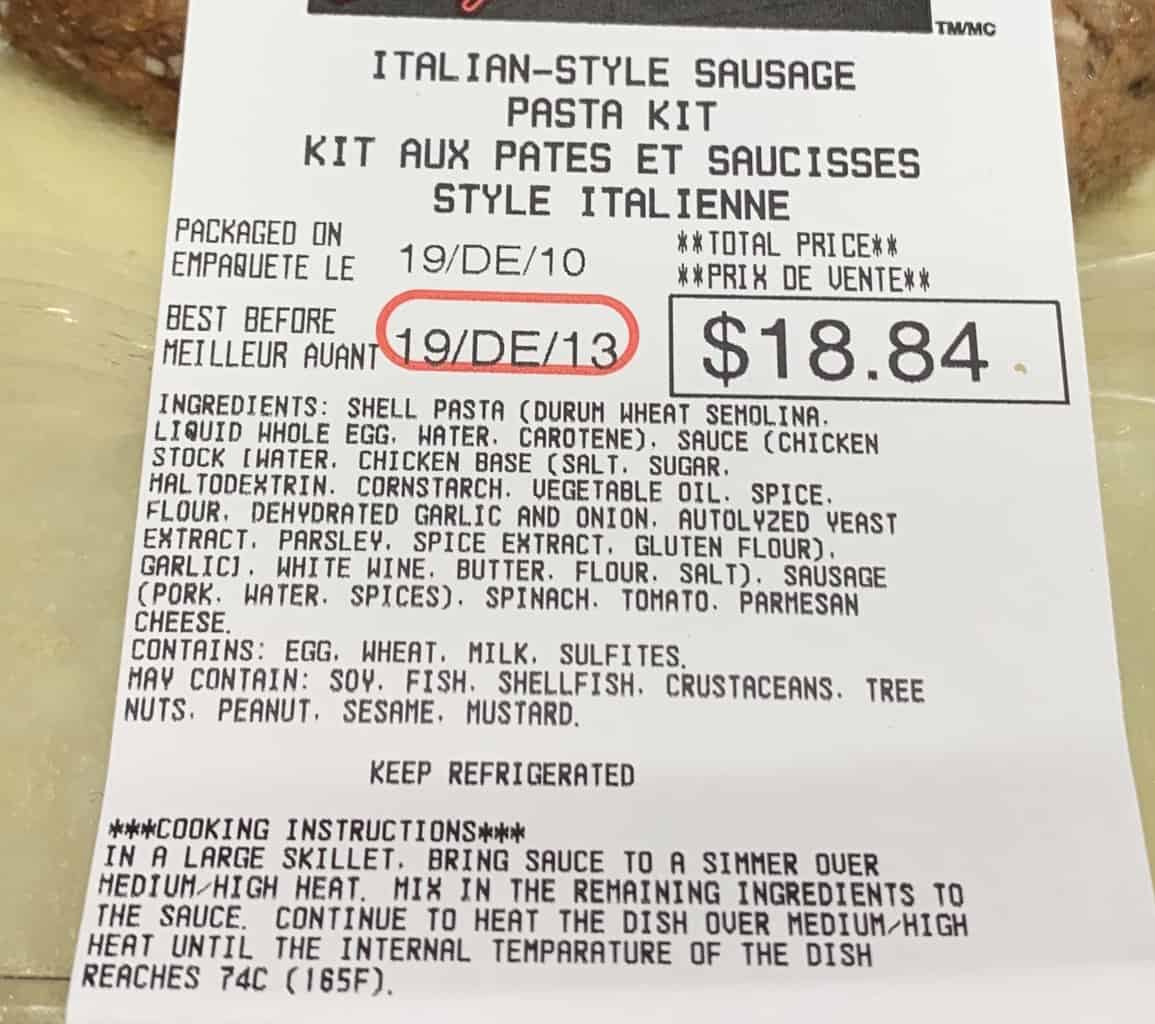 TM/MC
ITALIAN-STYLE SAUSAGE
PASTA KIT
KIT AUX PATES ET SAUCISSES
STYLE ITALIENNE
PACKAGED ON
EMPAQUETE LE 19/DE/10
**TOTAL PRICE**
**PRIX DE VENTE**
BEST BEFORE
MEILLEUR AVANT 19/DE/13
$18.84
INGREDIENTS: SHELL PASTA (DURUM WHEAT SEMOLINA,
LIQUID WHOLE EGG, WATER, CAROTENE), SAUCE (CHICKEN
STOCK [WATER, CHICKEN BASE (SALT, SUGAR,
MALTODEXTRIN, CORNSTARCH, VEGETABLE OIL, SPICE,
FLOUR, DEHYDRATED GARLIC AND ONION, AUTOLYZED YEAST
EXTRACT, PARSLEY, SPICE EXTRACT, GLUTEN FLOUR),
GARLIC], WHITE WINE, BUTTER, FLOUR, SALT), SAUSAGE
(PORK, WATER, SPICES), SPINACH, TOMATO, PARMESAN
CHEESE.
CONTAINS: EGG, WHEAT, MILK, SULFITES.
MAY CONTAIN: SOY, FISH, SHELLFISH, CRUSTACEANS, TREE
NUTS, PEANUT, SESAME, MUSTARD.
KEEP REFRIGERATED
***COOKING INSTRUCTIONS***
IN A LARGE SKILLET, BRING SAUCE TO A SIMMER OVER
MEDIUM/HIGH HEAT. MIX IN THE REMAINING INGREDIENTS TO
THE SAUCE. CONTINUE TO HEAT THE DISH OVER MEDIUM/HIGH
HEAT UNTIL THE INTERNAL TEMPARATURE OF THE DISH
REACHES 74C (165F).